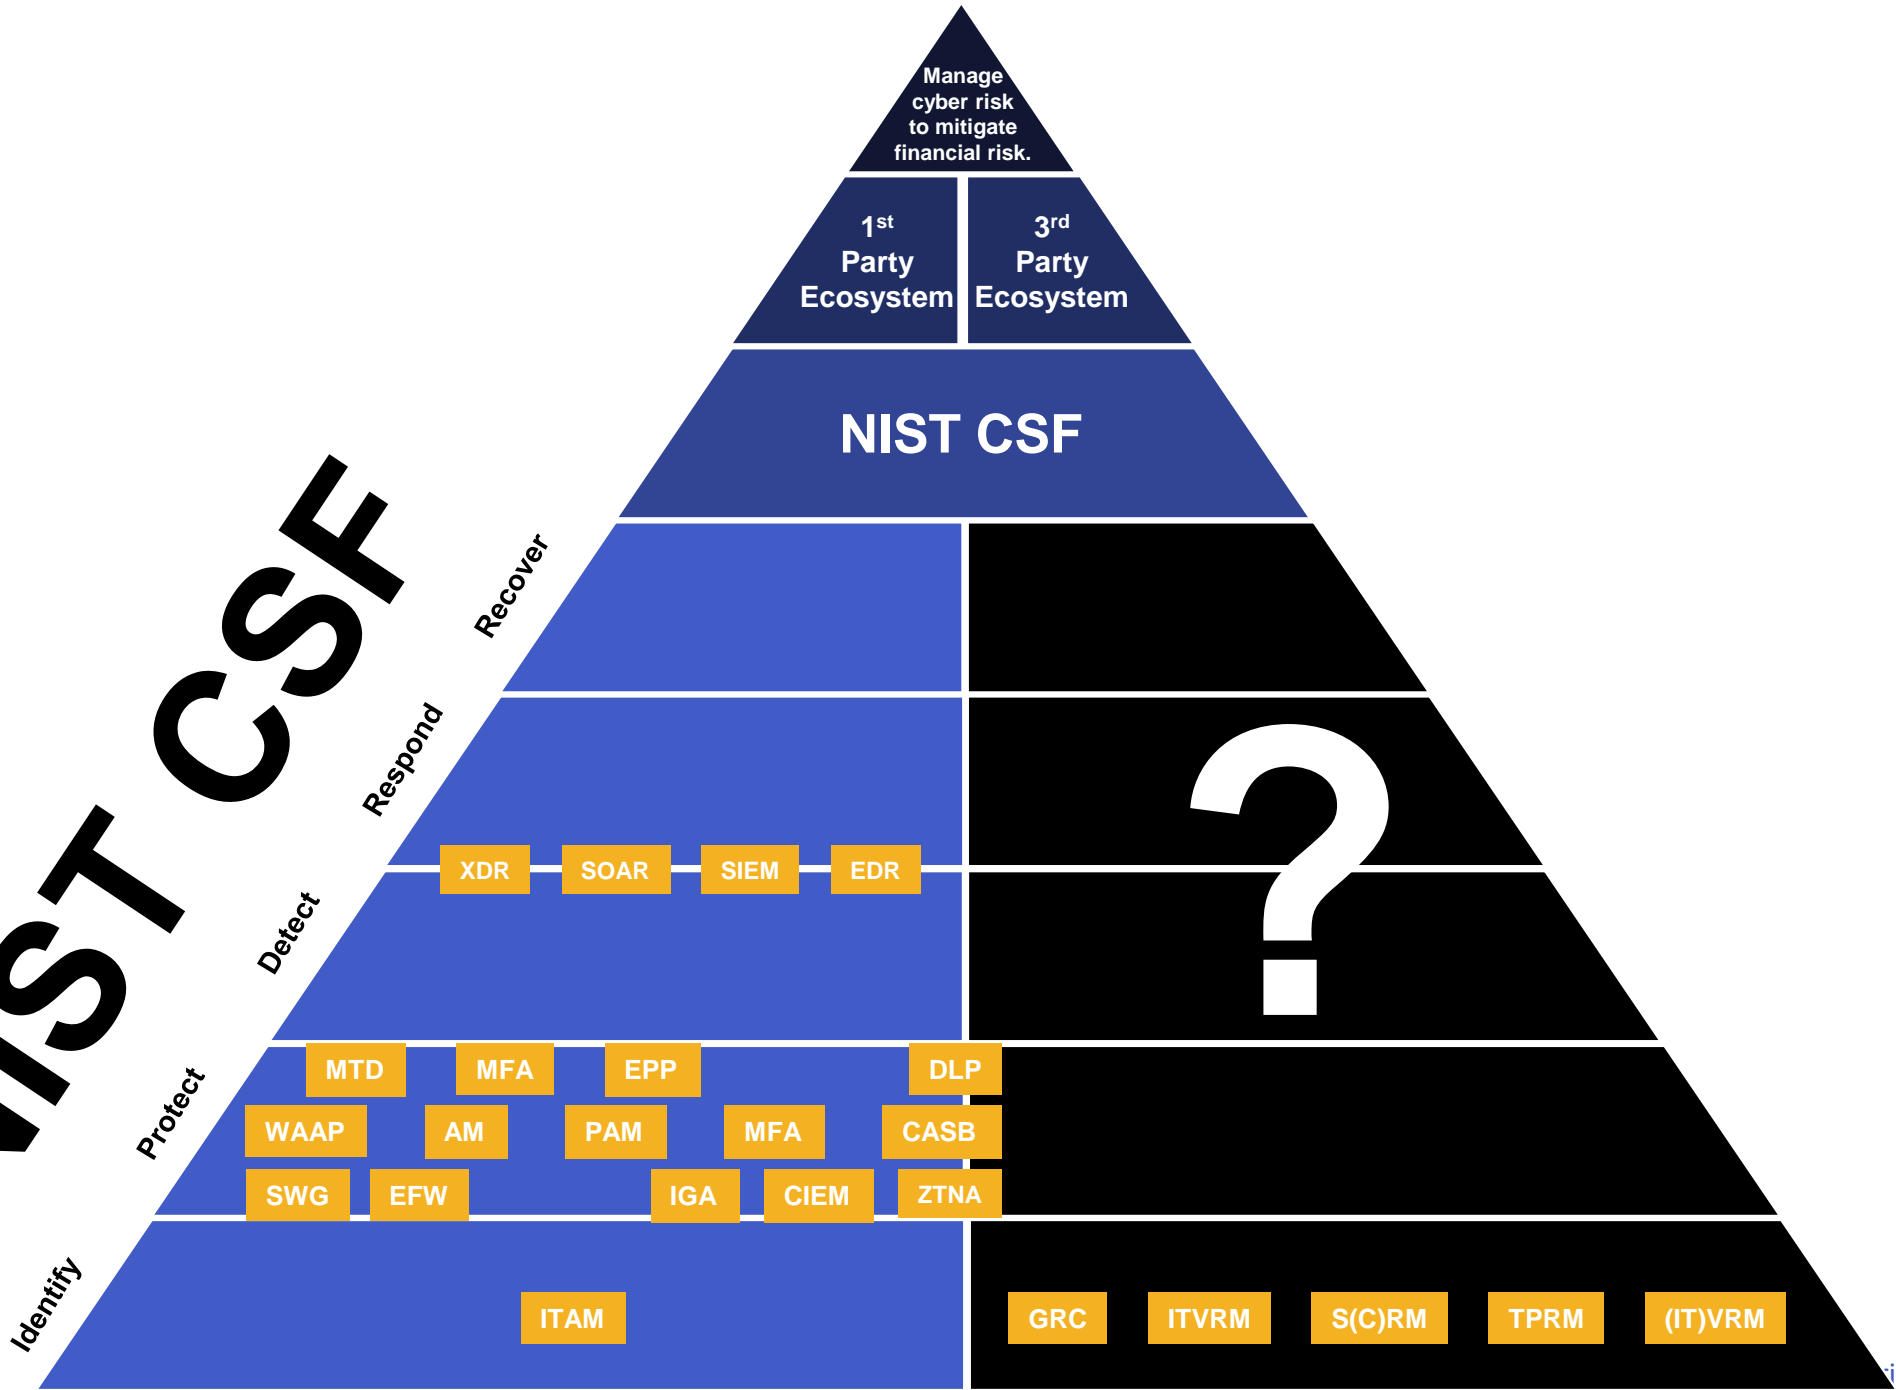 Manage
cyber risk
to mitigate
financial risk.
1st
Party
Ecosystem
3rd
Party
Ecosystem
NIST CSF
NIST CSF
Recover
Respond
XDR SOAR SIEM EDR
Detect
?
Protect
MTD MFA EPP DLP
WAAP AM PAM MFA CASB
SWG EFW IGA CIEM ZTNA
Identify
ITAM
GRC ITVRM S(C)RM TPRM (IT)VRM